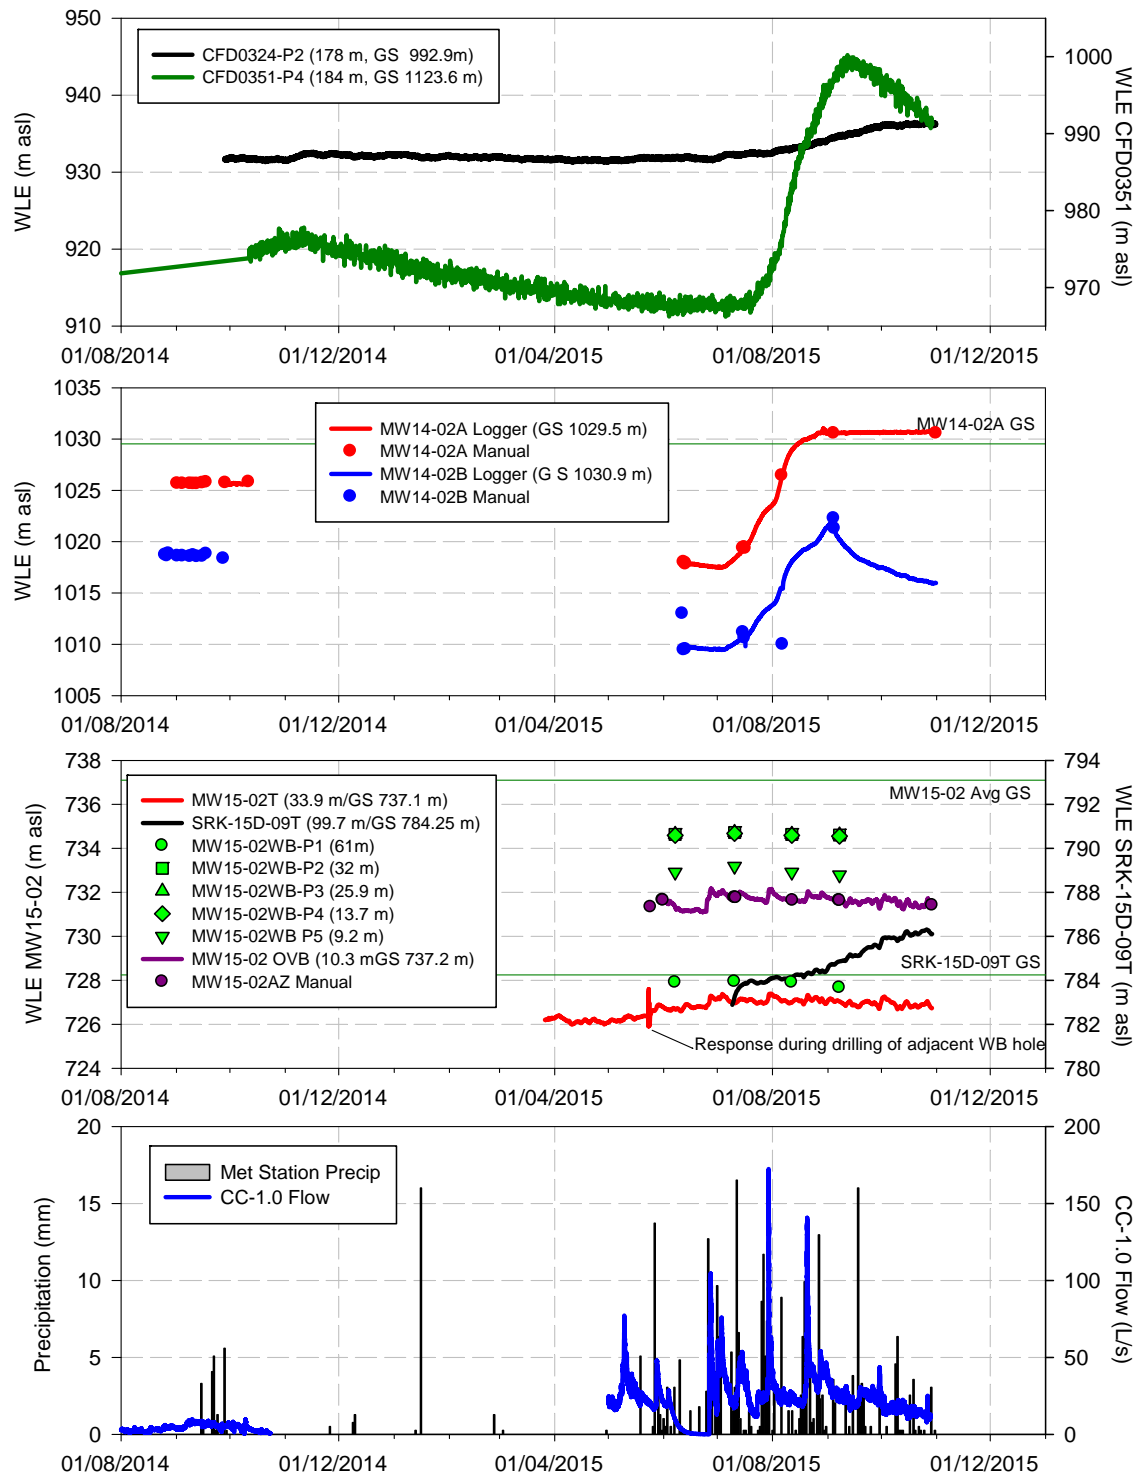 950
940
930
920
910
WLE (m asl)
CFD0324-P2 (178 m, GS  992.9m)
CFD0351-P4 (184 m, GS 1123.6 m)
1000
990
980
970
WLE CFD0351 (m asl)
01/08/2014 01/12/2014 01/04/2015 01/08/2015 01/12/2015
1035
1030
1025
1020
1015
1010
1005
WLE (m asl)
MW14-02A Logger (GS 1029.5 m)
MW14-02A Manual
MW14-02B Logger (G S 1030.9 m)
MW14-02B Manual
MW14-02A GS
01/08/2014 01/12/2014 01/04/2015 01/08/2015 01/12/2015
738
736
734
732
730
728
726
724
WLE MW15-02 (m asl)
MW15-02T (33.9 m/GS 737.1 m)
SRK-15D-09T (99.7 m/GS 784.25 m)
MW15-02WB-P1 (61m)
MW15-02WB-P2 (32 m)
MW15-02WB-P3 (25.9 m)
MW15-02WB-P4 (13.7 m)
MW15-02WB P5 (9.2 m)
MW15-02 OVB (10.3 mGS 737.2 m)
MW15-02AZ Manual
MW15-02 Avg GS
SRK-15D-09T GS
Response during drilling of adjacent WB hole
794
792
790
788
786
784
782
780
WLE SRK-15D-09T (m asl)
01/08/2014 01/12/2014 01/04/2015 01/08/2015 01/12/2015
20
15
10
5
0
Precipitation (mm)
Met Station Precip
CC-1.0 Flow
200
150
100
50
0
CC-1.0 Flow (L/s)
01/08/2014 01/12/2014 01/04/2015 01/08/2015 01/12/2015